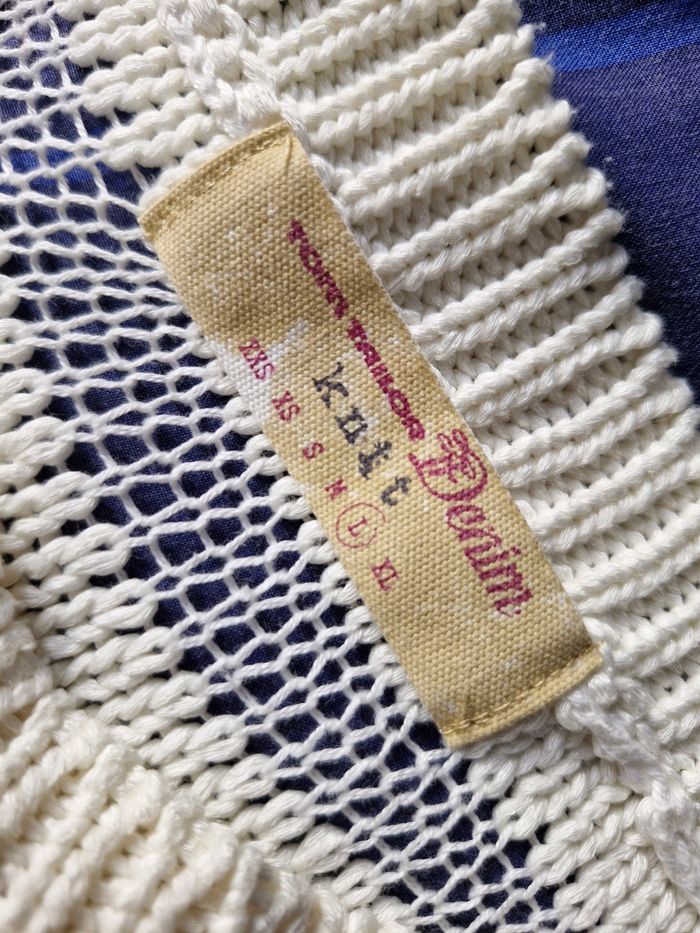 TOM TAILOR
Denim
knit
XXS XS S M L XL